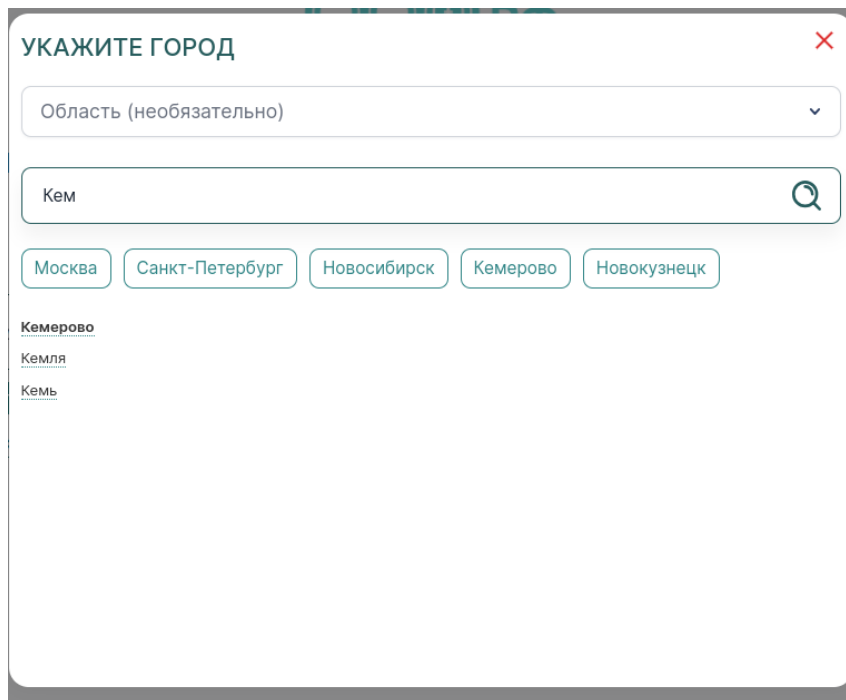 УКАЖИТЕ ГОРОД
Область (необязательно)
Кем
Москва Санкт-Петербург Новосибирск Кемерово Новокузнецк
Кемерово
Кемля
Кемь